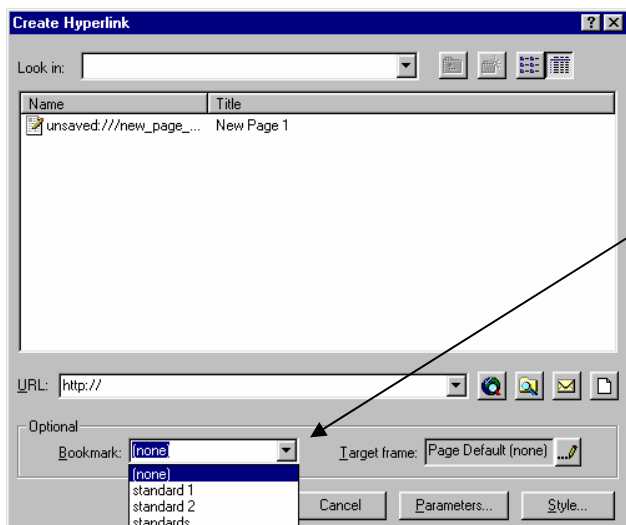 Create Hyperlink
Look in:
Name Title
unsaved:///new_page_... New Page 1
URL: http://
Optional
Bookmark: (none) Target frame: Page Default (none)
(none)
standard 1
standard 2
standards
Cancel Parameters... Style...